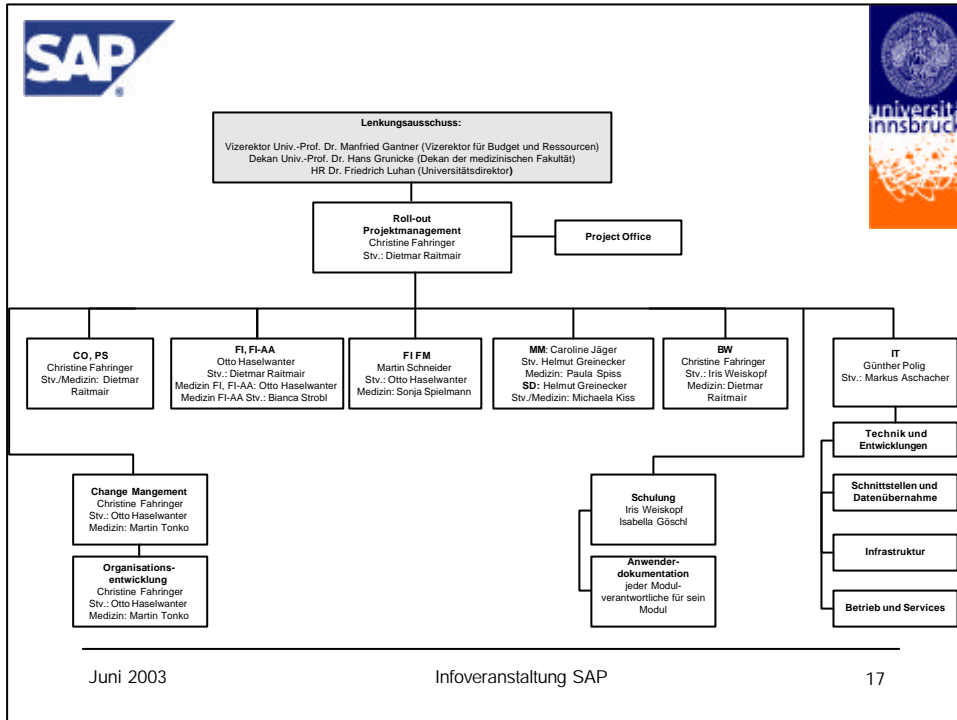 SAP
®
universität
innsbruck
Lenkungsausschuss:
Vizerektor Univ.-Prof. Dr. Manfried Gantner (Vizerektor für Budget und Ressourcen)
Dekan Univ.-Prof. Dr. Hans Grunicke (Dekan der medizinischen Fakultät)
HR Dr. Friedrich Luhan (Universitätsdirektor)
Roll-out
Projektmanagement
Christine Fahringer
Stv.: Dietmar Raitmair
Project Office
CO, PS
Christine Fahringer
Stv./Medizin: Dietmar
Raitmair
FI, FI-AA
Otto Haselwanter
Stv.: Dietmar Raitmair
Medizin FI, FI-AA: Otto Haselwanter
Medizin FI-AA Stv.: Bianca Strobl
FI FM
Martin Schneider
Stv.: Otto Haselwanter
Medizin: Sonja Spielmann
MM: Caroline Jäger
Stv. Helmut Greinecker
Medizin: Paula Spiss
SD: Helmut Greinecker
Stv./Medizin: Michaela Kiss
BW
Christine Fahringer
Stv.: Iris Weiskopf
Medizin: Dietmar
Raitmair
IT
Günther Polig
Stv.: Markus Aschacher
Technik und
Entwicklungen
Schnittstellen und
Datenübernahme
Infrastruktur
Betrieb und Services
Change Mangement
Christine Fahringer
Stv.: Otto Haselwanter
Medizin: Martin Tonko
Organisations-
entwicklung
Christine Fahringer
Stv.: Otto Haselwanter
Medizin: Martin Tonko
Schulung
Iris Weiskopf
Isabella Göschl
Anwender-
dokumentation
jeder Modul-
verantwortliche für sein
Modul
Juni 2003
Infoveranstaltung SAP
17